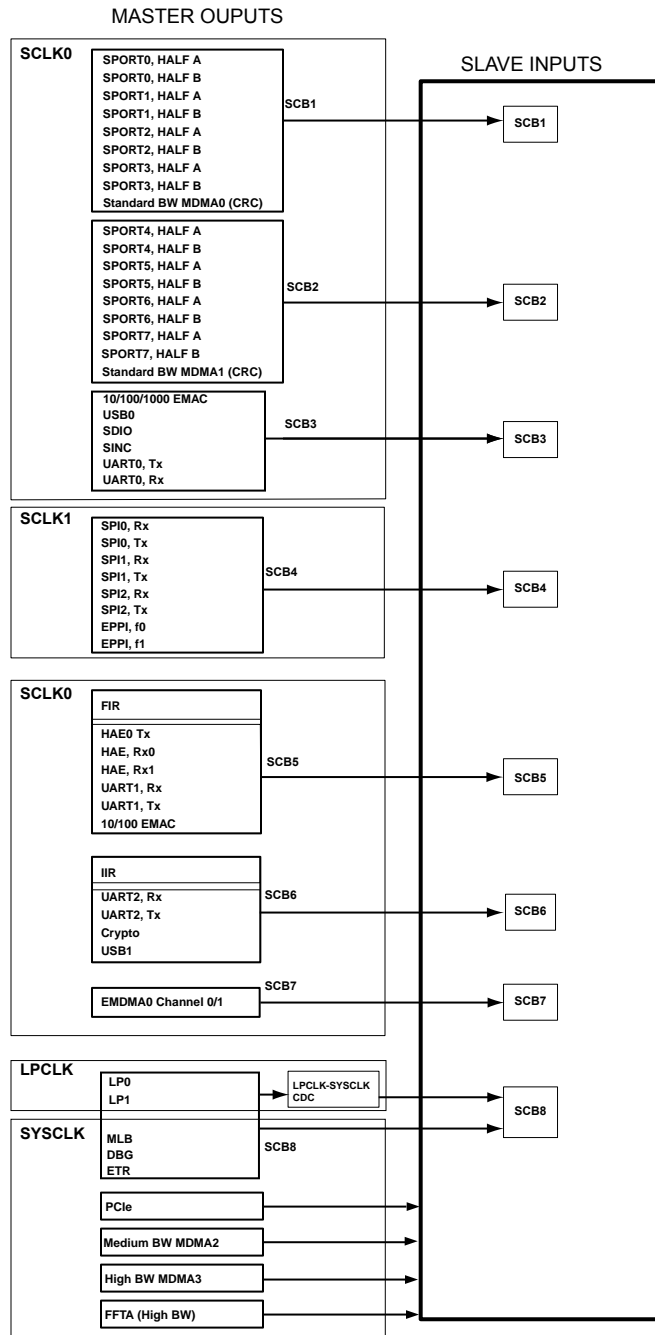 MASTER OUPUTS
SLAVE INPUTS
SCLK0
SPORT0, HALF A
SPORT0, HALF B
SPORT1, HALF A
SPORT1, HALF B
SPORT2, HALF A
SPORT2, HALF B
SPORT3, HALF A
SPORT3, HALF B
Standard BW MDMA0 (CRC)
SCB1
SCB1
SPORT4, HALF A
SPORT4, HALF B
SPORT5, HALF A
SPORT5, HALF B
SPORT6, HALF A
SPORT6, HALF B
SPORT7, HALF A
SPORT7, HALF B
Standard BW MDMA1 (CRC)
SCB2
SCB2
10/100/1000 EMAC
USB0
SDIO
SINC
UART0, Tx
UART0, Rx
SCB3
SCB3
SCLK1
SPI0, Rx
SPI0, Tx
SPI1, Rx
SPI1, Tx
SPI2, Rx
SPI2, Tx
EPPI, f0
EPPI, f1
SCB4
SCB4
SCLK0
FIR
HAE0 Tx
HAE, Rx0
HAE, Rx1
UART1, Rx
UART1, Tx
10/100 EMAC
SCB5
SCB5
IIR
UART2, Rx
UART2, Tx
Crypto
USB1
SCB6
SCB6
EMDMA0 Channel 0/1
SCB7
SCB7
LPCLK
LP0
LP1
LPCLK-SYSCLK
CDC
SCB8
SYSCLK
MLB
DBG
ETR
SCB8
PCIe
Medium BW MDMA2
High BW MDMA3
FFTA (High BW)